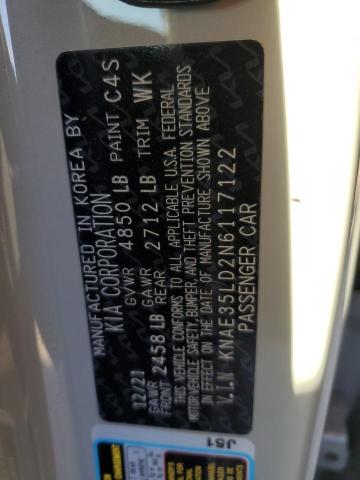 MANUFACTURED IN KOREA BY
KIA CORPORATION
12/21 GVWR 4850 LB PAINT C4S
GAWR FRONT 2458 LB GAWR REAR 2712 LB TRIM WK
THIS VEHICLE CONFORMS TO ALL APPLICABLE U.S.A. FEDERAL
MOTOR VEHICLE SAFETY, BUMPER, AND THEFT PREVENTION STANDARDS
IN EFFECT ON THE DATE OF MANUFACTURE SHOWN ABOVE
V.I.N KNAE35LD2N6117122
PASSENGER CAR
J51